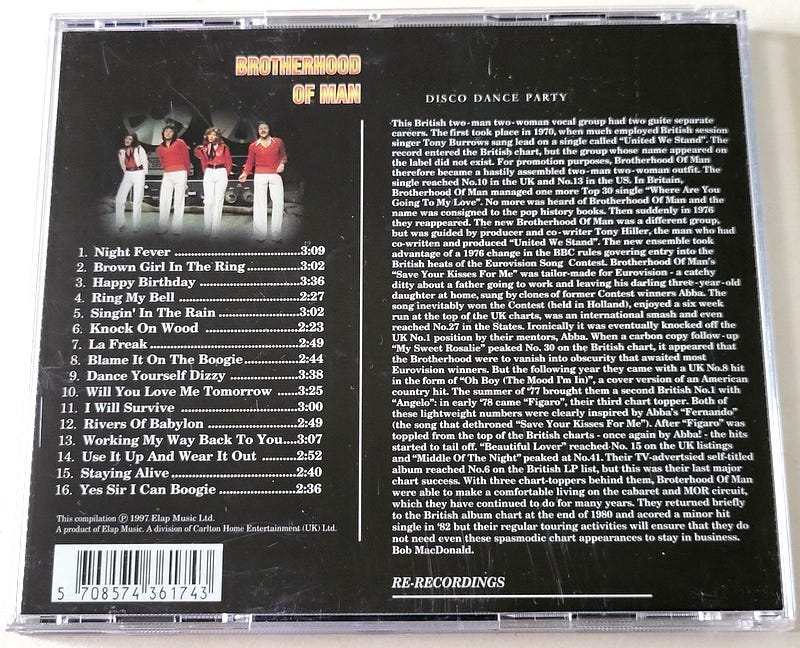 BROTHERHOOD
OF MAN
1. Night Fever ....................................3:09
2. Brown Girl In The Ring...................3:02
3. Happy Birthday ..............................3:36
4. Ring My Bell ...................................2:27
5. Singin' In The Rain .........................3:02
6. Knock On Wood .............................2:23
7. La Freak..........................................2:49
8. Blame It On The Boogie..................2:44
9. Dance Yourself Dizzy .....................3:38
10. Will You Love Me Tomorrow .....3:25
11. I Will Survive ................................3:00
12. Rivers Of Babylon .........................2:49
13. Working My Way Back To You....3:07
14. Use It Up And Wear It Out ..........2:52
15. Staying Alive..................................2:40
16. Yes Sir I Can Boogie .....................2:36
This compilation ℗ 1997 Elap Music Ltd.
A product of Elap Music. A division of Carlton Home Entertainment (UK) Ltd.
5 708574 361743
DISCO DANCE PARTY
This British two-man two-woman vocal group had two guite separate
careers. The first took place in 1970, when much employed British session
singer Tony Burrows sang lead on a single called "United We Stand". The
record entered the British chart, but the group whose name appeared on
the label did not exist. For promotion purposes, Brotherhood Of Man
therefore became a hastily assembled two-man two-woman outfit. The
single reached No.10 in the UK and No.13 in the US. In Britain,
Brotherhood Of Man managed one more Top 30 single "Where Are You
Going To My Love". No more was heard of Brotherhood Of Man and the
name was consigned to the pop history books. Then suddenly in 1976
they reappeared. The new Brotherhood Of Man was a different group,
but was guided by producer and co-writer Tony Hiller, the man who had
co-written and produced "United We Stand". The new ensemble took
advantage of a 1976 change in the BBC rules governing entry into the
British heats of the Eurovision Song Contest. Brotherhood Of Man's
"Save Your Kisses For Me" was tailor-made for Eurovision - a catchy
ditty about a father going to work and leaving his darling three-year-old
daughter at home, sung by clones of former Contest winners Abba. The
song inevitably won the Contest (held in Holland), enjoyed a six week
run at the top of the UK charts, was an international smash and even
reached No.27 in the States. Ironically it was eventually knocked off the
UK No.1 position by their mentors, Abba. When a carbon copy follow-up
"My Sweet Rosalie" peaked No. 30 on the British chart, it appeared that
the Brotherhood were to vanish into obscurity that awaited most
Eurovision winners. But the following year they came with a UK No.8 hit
in the form of "Oh Boy (The Mood I'm In)", a cover version of an American
country hit. The summer of '77 brought them a second British No.1 with
"Angelo": in early '78 came "Figaro", their third chart topper. Both of
these lightweight numbers were clearly inspired by Abba's "Fernando"
(the song that dethroned "Save Your Kisses For Me"). After "Figaro" was
toppled from the top of the British charts - once again by Abba! - the hits
started to tail off. "Beautiful Lover" reached No. 15 on the UK listings
and "Middle Of The Night" peaked at No.41. Their TV-advertsied self-titled
album reached No.6 on the British LP list, but this was their last major
chart success. With three chart-toppers behind them, Broterhood Of Man
were able to make a comfortable living on the cabaret and MOR circuit,
which they have continued to do for many years. They returned briefly
to the British album chart at the end of 1980 and acored a minor hit
single in '82 but their regular touring activities will ensure that they do
not need even these spasmodic chart appearances to stay in business.
Bob MacDonald.
RE-RECORDINGS